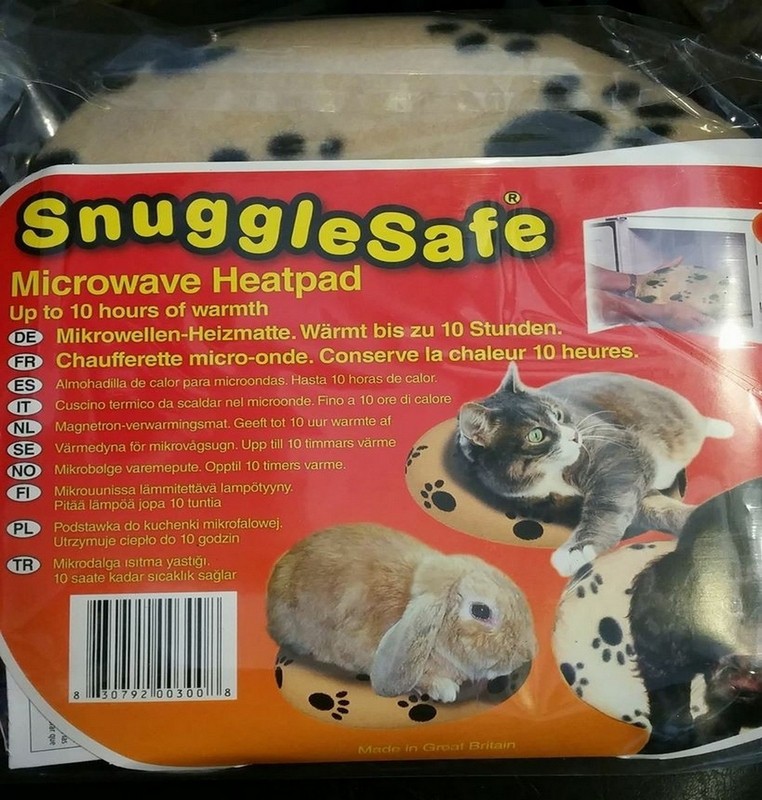 SnuggleSafe®
Microwave Heatpad
Up to 10 hours of warmth
DE Mikrowellen-Heizmatte. Wärmt bis zu 10 Stunden.
FR Chaufferette micro-onde. Conserve la chaleur 10 heures.
ES Almohadilla de calor para microondas. Hasta 10 horas de calor.
IT Cuscino termico da scaldar nel microonde. Fino a 10 ore di calore
NL Magnetron-verwarmingsmat. Geeft tot 10 uur warmte af
SE Värmedyna för mikrovågsugn. Upp till 10 timmars värme
NO Mikrobølge varmepute. Opptil 10 timers varme.
FI Mikrouunissa lämmitettävä lampötyyny.
Pitää lämpöä jopa 10 tuntia
PL Podstawka do kuchenki mikrofalowej.
Utrzymuje ciepło do 10 godzin
TR Mikrodalga ısıtma yastığı.
10 saate kadar sıcaklık sağlar
8 30792 00300 8
Made in Great Britain